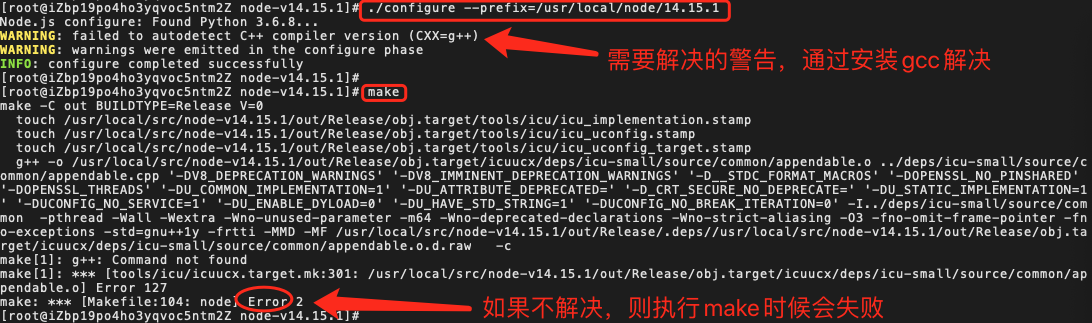 [root@iZbp19po4ho3yqvoc5ntm2Z node-v14.15.1]# ./configure --prefix=/usr/local/node/14.15.1
Node.js configure: Found Python 3.6.8...
WARNING: failed to autodetect C++ compiler version (CXX=g++)
WARNING: warnings were emitted in the configure phase
INFO: configure completed successfully
需要解决的警告，通过安装gcc解决
[root@iZbp19po4ho3yqvoc5ntm2Z node-v14.15.1]#
[root@iZbp19po4ho3yqvoc5ntm2Z node-v14.15.1]# make
make -C out BUILDTYPE=Release V=0
touch /usr/local/src/node-v14.15.1/out/Release/obj.target/tools/icu/icu_implementation.stamp
touch /usr/local/src/node-v14.15.1/out/Release/obj.target/tools/icu/icu_uconfig.stamp
touch /usr/local/src/node-v14.15.1/out/Release/obj.target/tools/icu/icu_uconfig_target.stamp
g++ -o /usr/local/src/node-v14.15.1/out/Release/obj.target/icuucx/deps/icu-small/source/common/appendable.o ../deps/icu-small/source/co
mmon/appendable.cpp '-DV8_DEPRECATION_WARNINGS' '-DV8_IMMINENT_DEPRECATION_WARNINGS' '-D__STDC_FORMAT_MACROS' '-DOPENSSL_NO_PINSHARED'
'-DOPENSSL_THREADS' '-DU_COMMON_IMPLEMENTATION=1' '-DU_ATTRIBUTE_DEPRECATED=' '-D_CRT_SECURE_NO_DEPRECATE=' '-DU_STATIC_IMPLEMENTATION=1
' '-DUCONFIG_NO_SERVICE=1' '-DU_ENABLE_DYLOAD=0' '-DU_HAVE_STD_STRING=1' '-DUCONFIG_NO_BREAK_ITERATION=0' -I../deps/icu-small/source/com
mon  -pthread -Wall -Wextra -Wno-unused-parameter -m64 -Wno-deprecated-declarations -Wno-strict-aliasing -O3 -fno-omit-frame-pointer -fn
o-exceptions -std=gnu++1y -frtti -MMD -MF /usr/local/src/node-v14.15.1/out/Release/.deps//usr/local/src/node-v14.15.1/out/Release/obj.ta
rget/icuucx/deps/icu-small/source/common/appendable.o.d.raw   -c
make[1]: g++: Command not found
make[1]: *** [tools/icu/icuucx.target.mk:301: /usr/local/src/node-v14.15.1/out/Release/obj.target/icuucx/deps/icu-small/source/common/ap
pendable.o] Error 127
make: *** [Makefile:104: node] Error 2
如果不解决，则执行make时候会失败
[root@iZbp19po4ho3yqvoc5ntm2Z node-v14.15.1]#